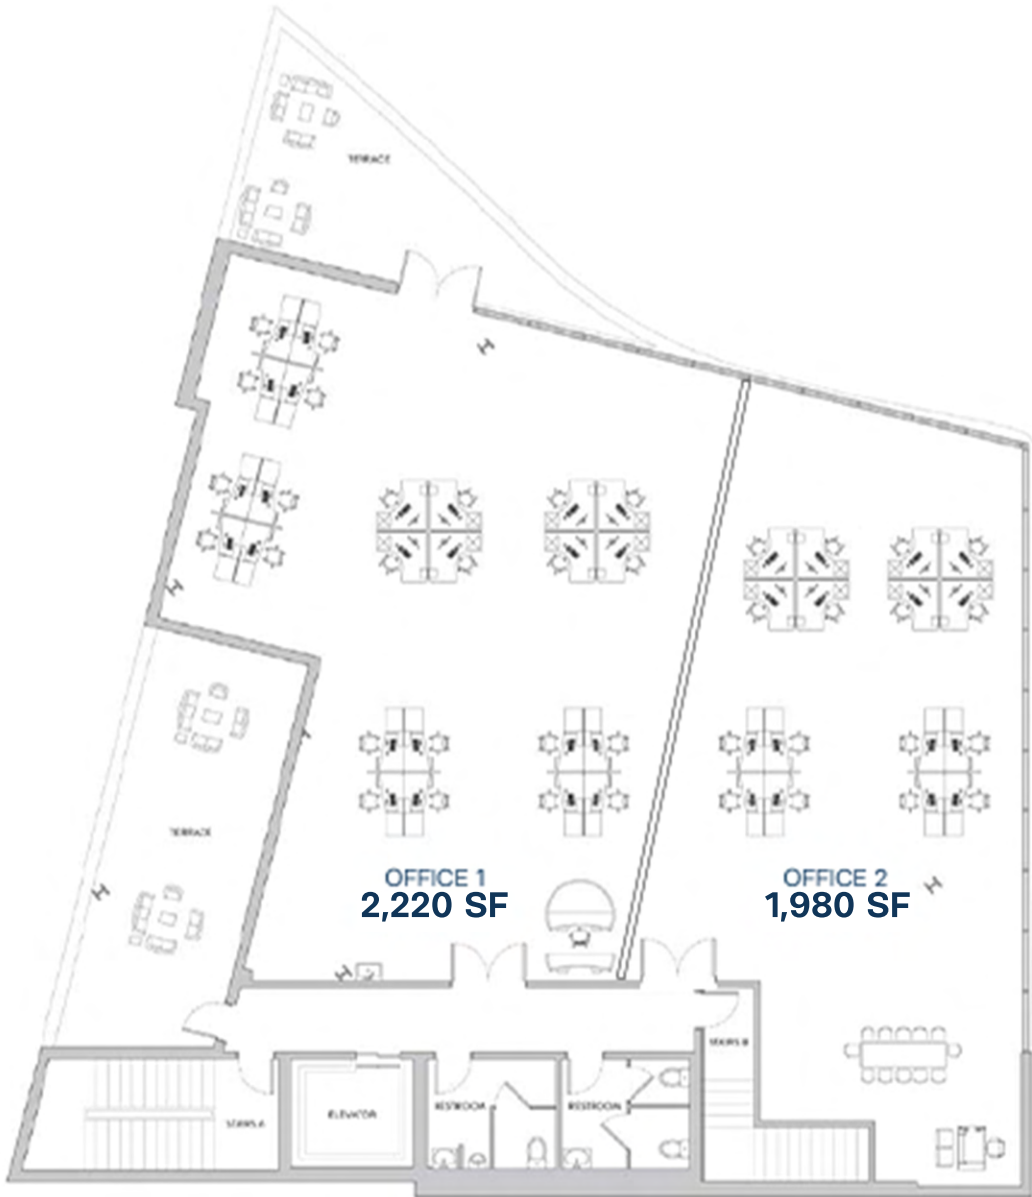 TERRACE
TERRACE
OFFICE 1
2,220 SF
OFFICE 2
1,980 SF
STAIRS B
STAIRS A
ELEVATOR
RESTROOM
RESTROOM